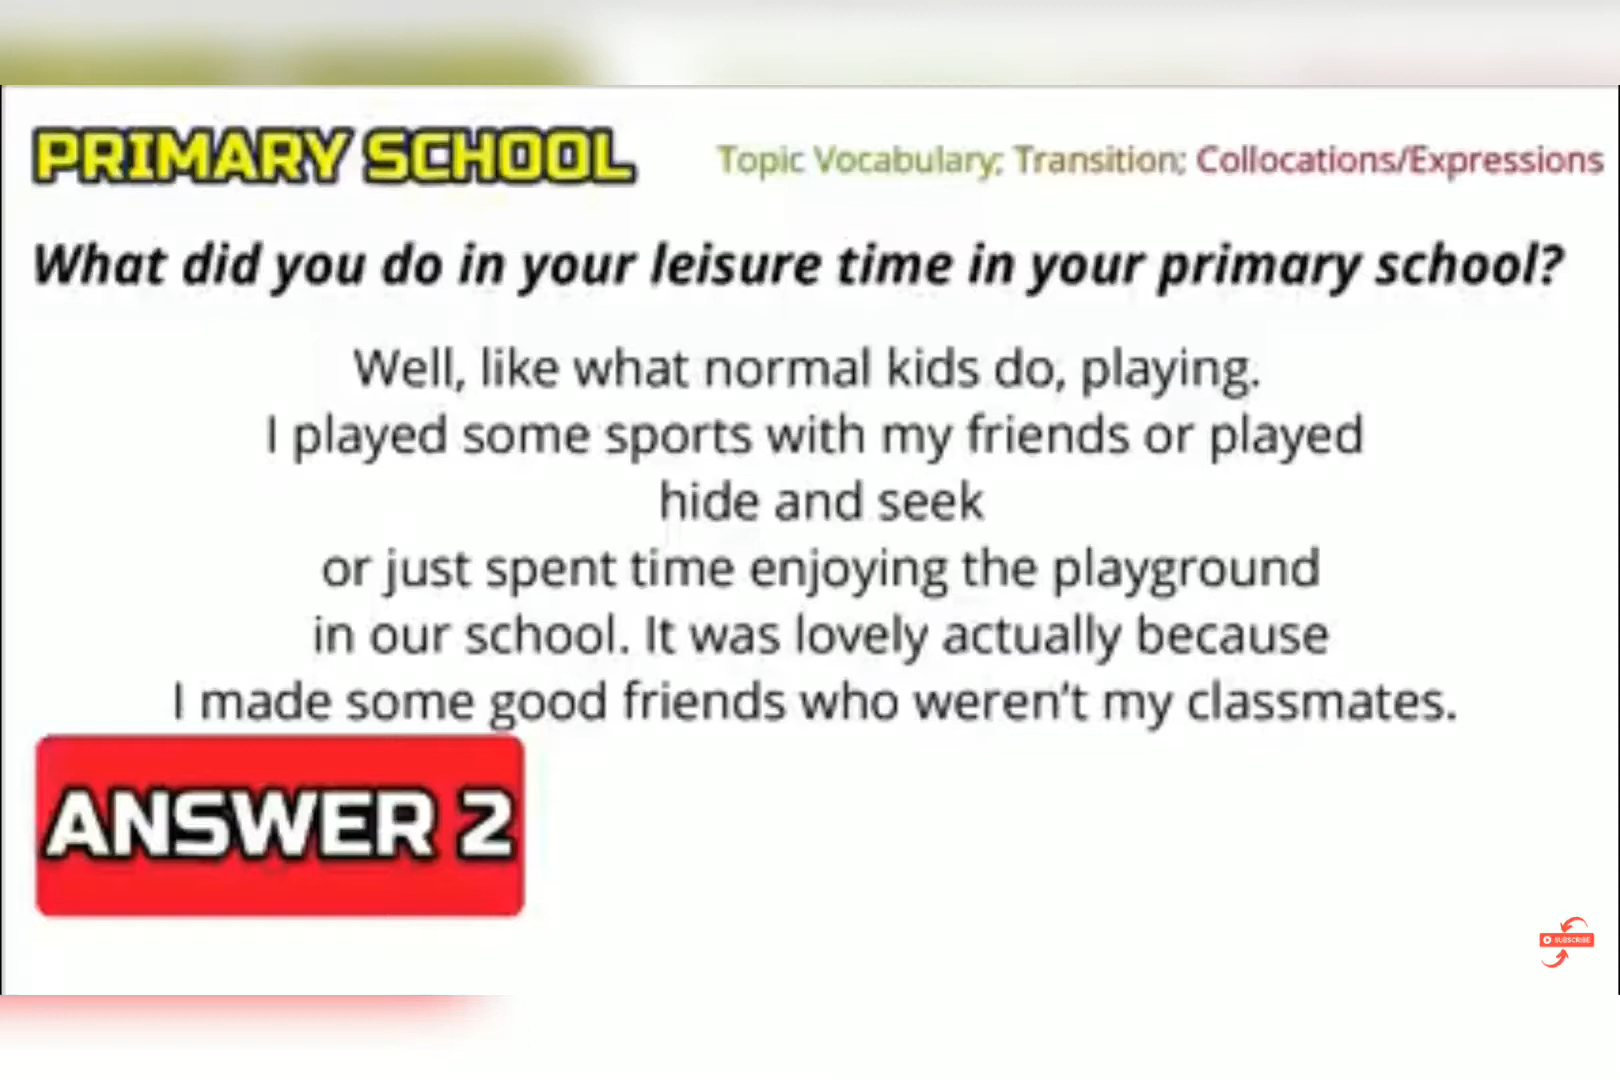 PRIMARY SCHOOL
Topic Vocabulary; Transition; Collocations/Expressions
What did you do in your leisure time in your primary school?
Well, like what normal kids do, playing.
I played some sports with my friends or played
hide and seek
or just spent time enjoying the playground
in our school. It was lovely actually because
I made some good friends who weren't my classmates.
ANSWER 2
SUBSCRIBE